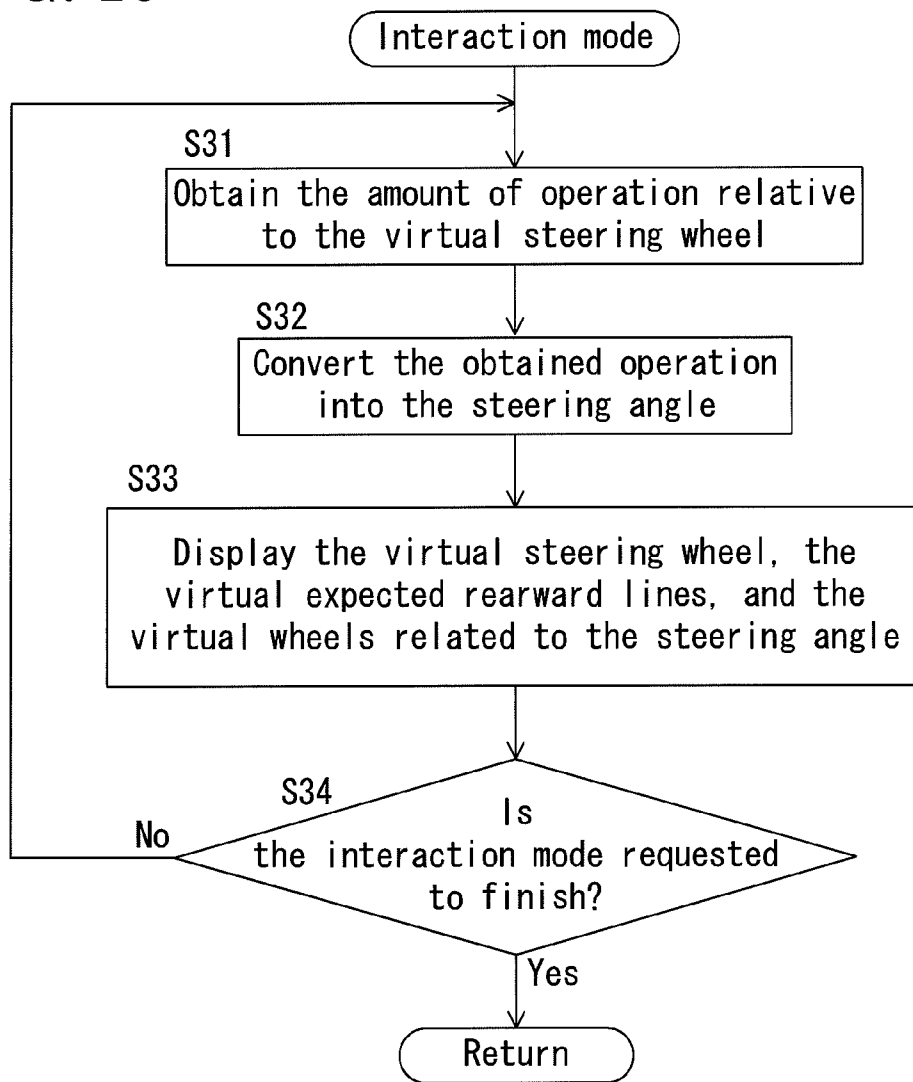 Interaction mode
S31
Obtain the amount of operation relative
to the virtual steering wheel
S32
Convert the obtained operation
into the steering angle
S33
Display the virtual steering wheel, the
virtual expected rearward lines, and the
virtual wheels related to the steering angle
S34
Is
the interaction mode requested
to finish?
No
Yes
Return